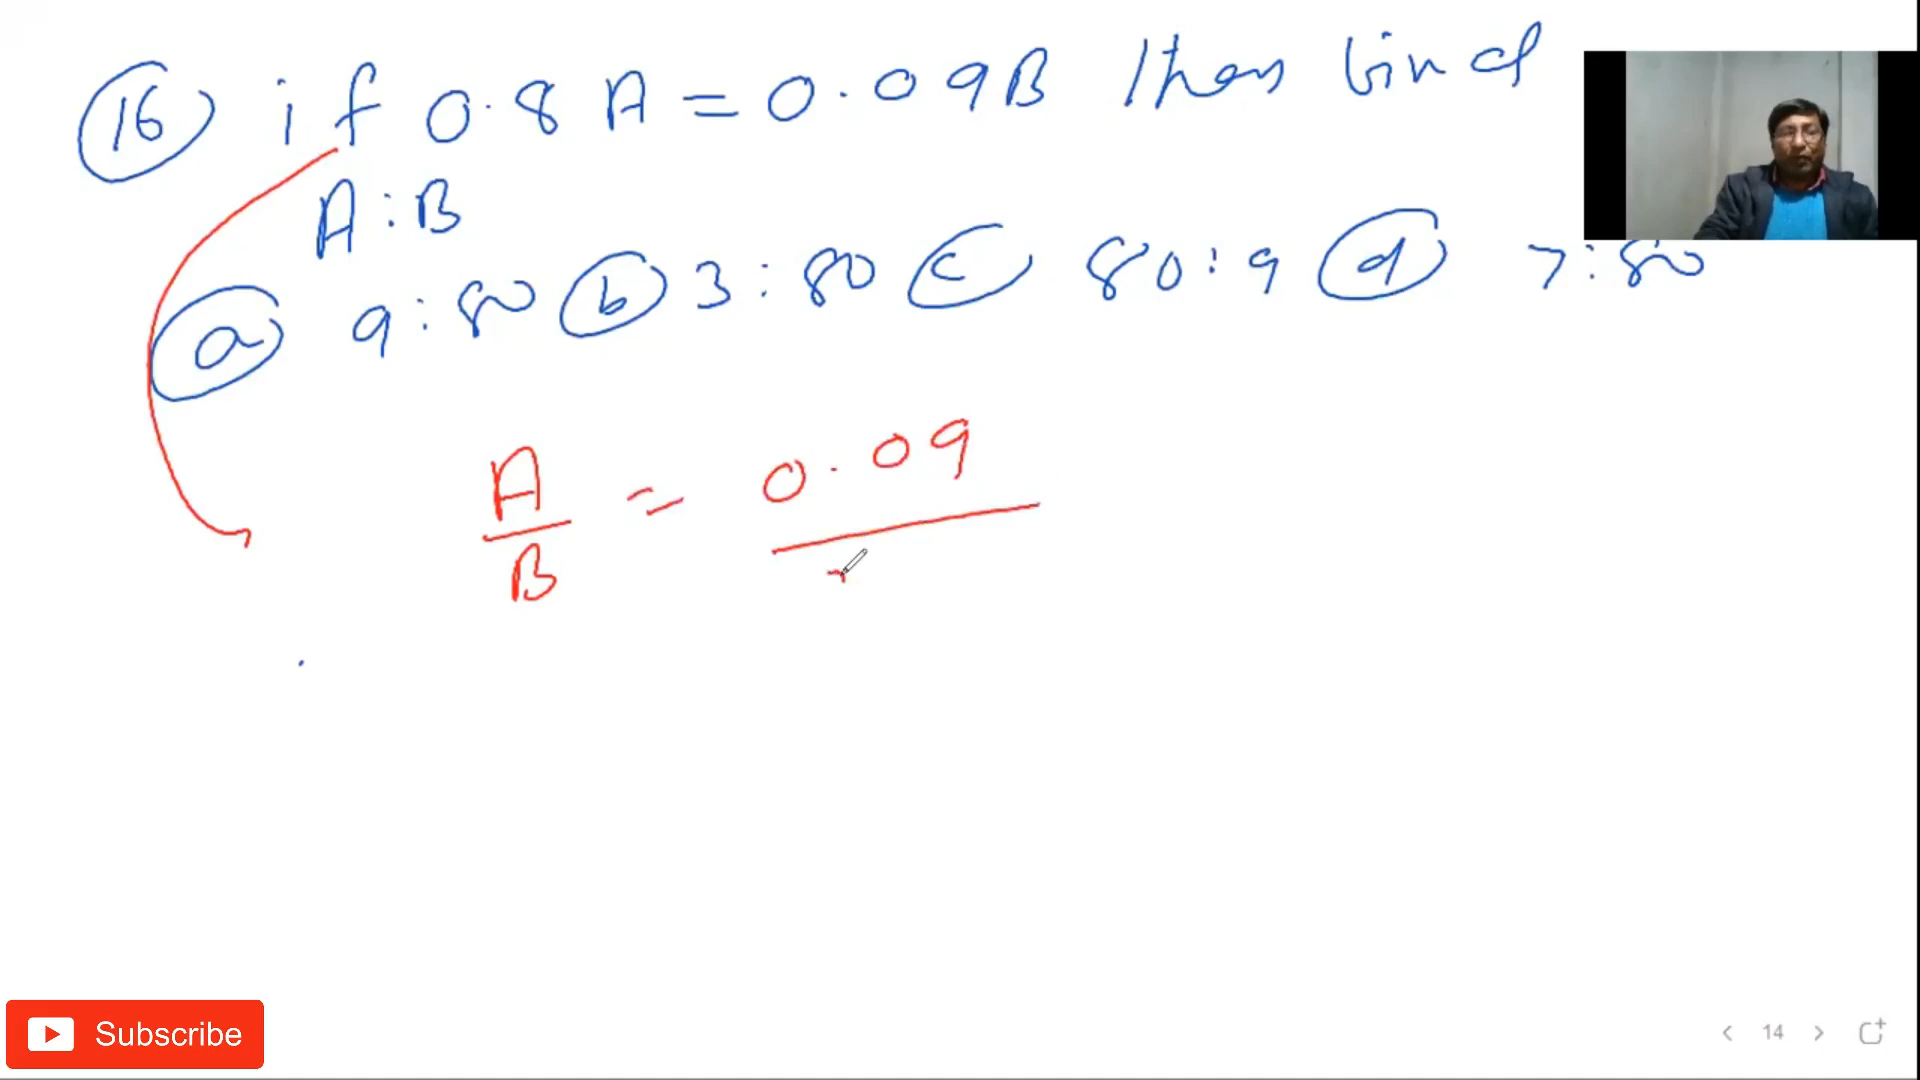 16 if 0.8 A = 0.09B then find
A : B
a 9 : 80 b 3 : 80 c 80 : 9 d 7 : 80
A/B = 0.09
Subscribe
14